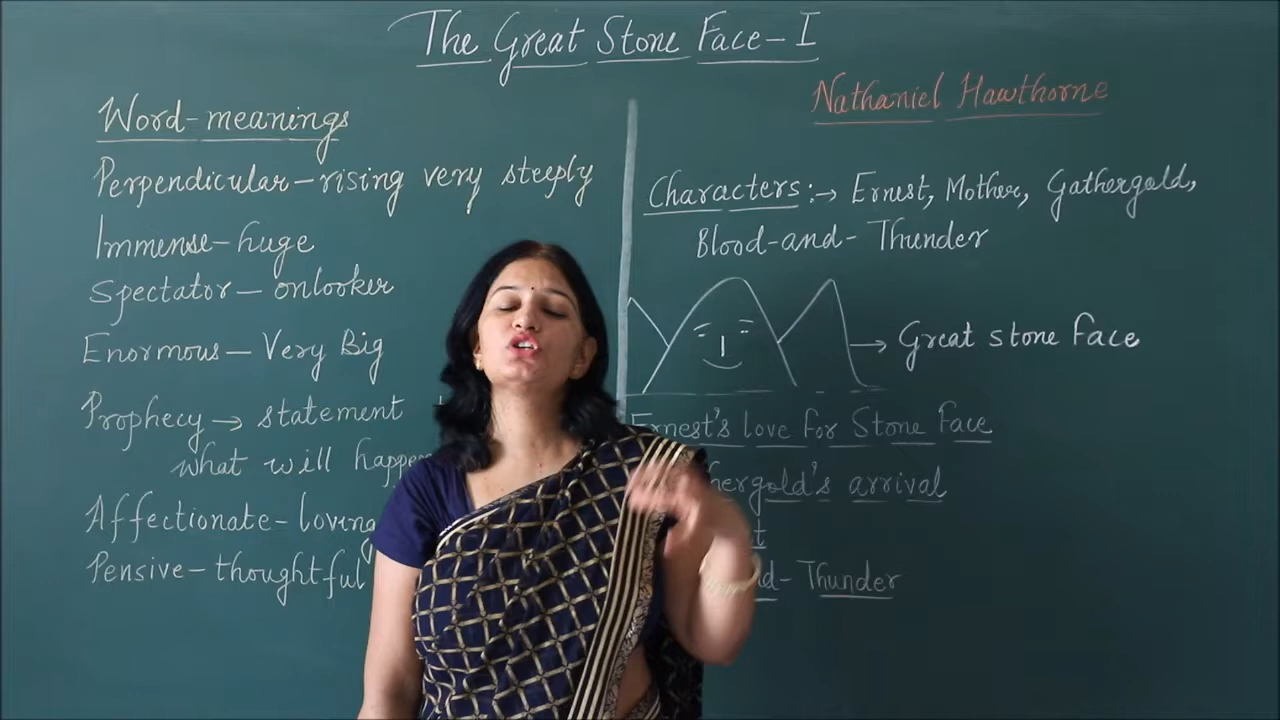 The Great Stone Face-I
Nathaniel Hawthorne
Word-meanings
Perpendicular-rising very steeply
Immense-huge
Spectator-onlooker
Enormous-Very Big
Prophecy→statement
what will
Affectionate-loving
Pensive-thoughtful
Characters:→ Ernest, Mother, Gathergold,
Blood-and-Thunder
→Great stone Face
Ernest's love for Stone Face
arrival
Thunder